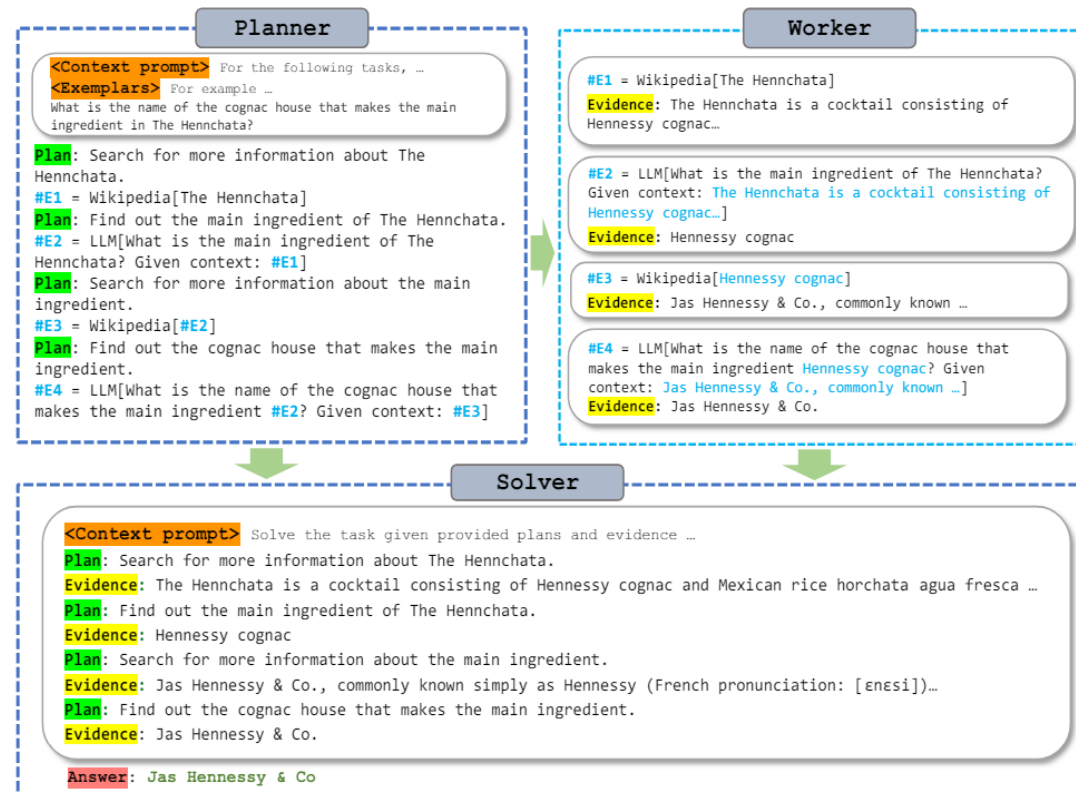 Planner
<Context prompt> For the following tasks, …
<Exemplars> For example …
What is the name of the cognac house that makes the main
ingredient in The Hennchata?
Plan: Search for more information about The
Hennchata.
#E1 = Wikipedia[The Hennchata]
Plan: Find out the main ingredient of The Hennchata.
#E2 = LLM[What is the main ingredient of The
Hennchata? Given context: #E1]
Plan: Search for more information about the main
ingredient.
#E3 = Wikipedia[#E2]
Plan: Find out the cognac house that makes the main
ingredient.
#E4 = LLM[What is the name of the cognac house that
makes the main ingredient #E2? Given context: #E3]
Worker
#E1 = Wikipedia[The Hennchata]
Evidence: The Hennchata is a cocktail consisting of
Hennessy cognac…
#E2 = LLM[What is the main ingredient of The Hennchata?
Given context: The Hennchata is a cocktail consisting of
Hennessy cognac…]
Evidence: Hennessy cognac
#E3 = Wikipedia[Hennessy cognac]
Evidence: Jas Hennessy & Co., commonly known …
#E4 = LLM[What is the name of the cognac house that
makes the main ingredient Hennessy cognac? Given
context: Jas Hennessy & Co., commonly known …]
Evidence: Jas Hennessy & Co.
Solver
<Context prompt> Solve the task given provided plans and evidence …
Plan: Search for more information about The Hennchata.
Evidence: The Hennchata is a cocktail consisting of Hennessy cognac and Mexican rice horchata agua fresca …
Plan: Find out the main ingredient of The Hennchata.
Evidence: Hennessy cognac
Plan: Search for more information about the main ingredient.
Evidence: Jas Hennessy & Co., commonly known simply as Hennessy (French pronunciation: [ɛnɛsi])…
Plan: Find out the cognac house that makes the main ingredient.
Evidence: Jas Hennessy & Co.
Answer: Jas Hennessy & Co